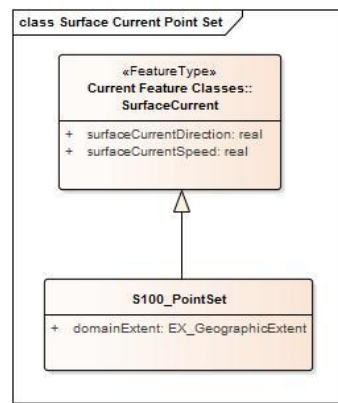 class Surface Current Point Set
«FeatureType»
Current Feature Classes::
SurfaceCurrent
+ surfaceCurrentDirection: real
+ surfaceCurrentSpeed: real
S100_PointSet
+ domainExtent: EX_GeographicExtent